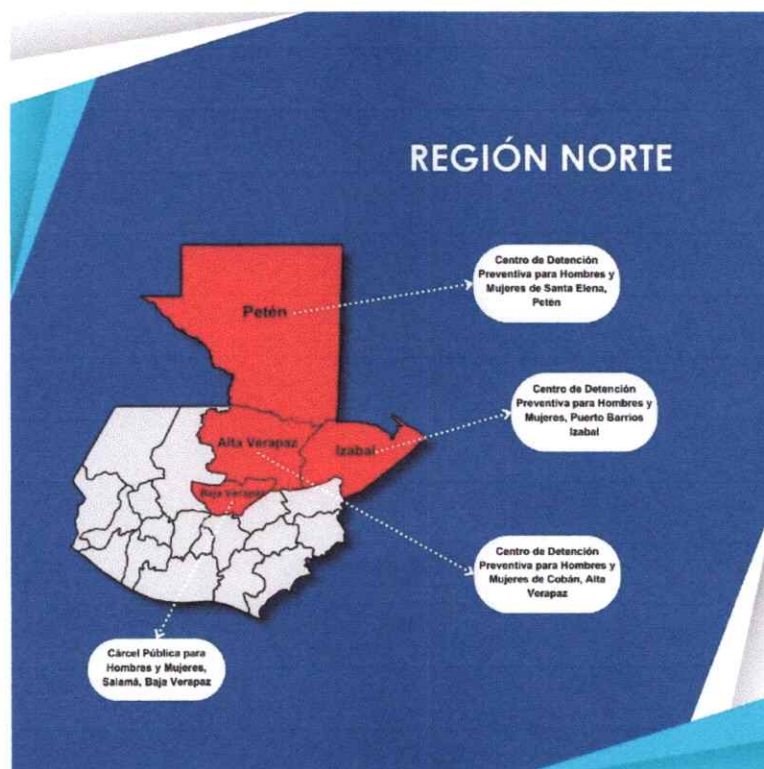 REGIÓN NORTE
Centro de Detención
Preventiva para Hombres y
Mujeres de Santa Elena,
Petén
Petén
Centro de Detención
Preventiva para Hombres y
Mujeres, Puerto Barrios
Izabal
Alta Verapaz
Izabal
Baja Verapaz
Centro de Detención
Preventiva para Hombres y
Mujeres de Cobán, Alta
Verapaz
Cárcel Pública para
Hombres y Mujeres,
Salamá, Baja Verapaz